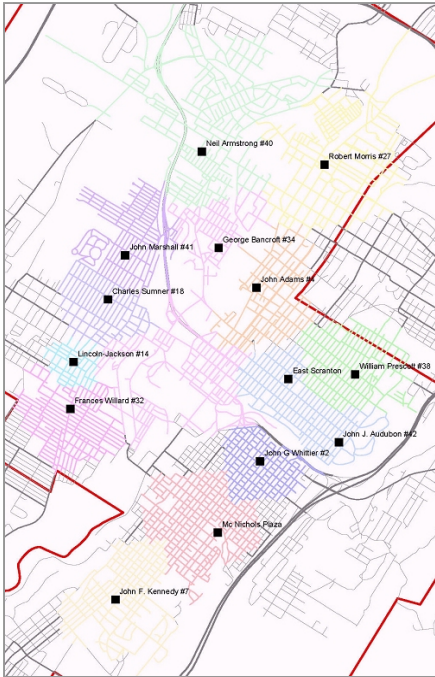 Neil Armstrong #40
Robert Morris #27
George Bancroft #34
John Marshall #41
John Adams #4
Charles Sumner #18
Lincoln-Jackson #14
East Scranton
William Prescott #38
Frances Willard #32
John J. Audubon #42
John G Whittier #2
Mc Nichols Plaza
John F. Kennedy #7